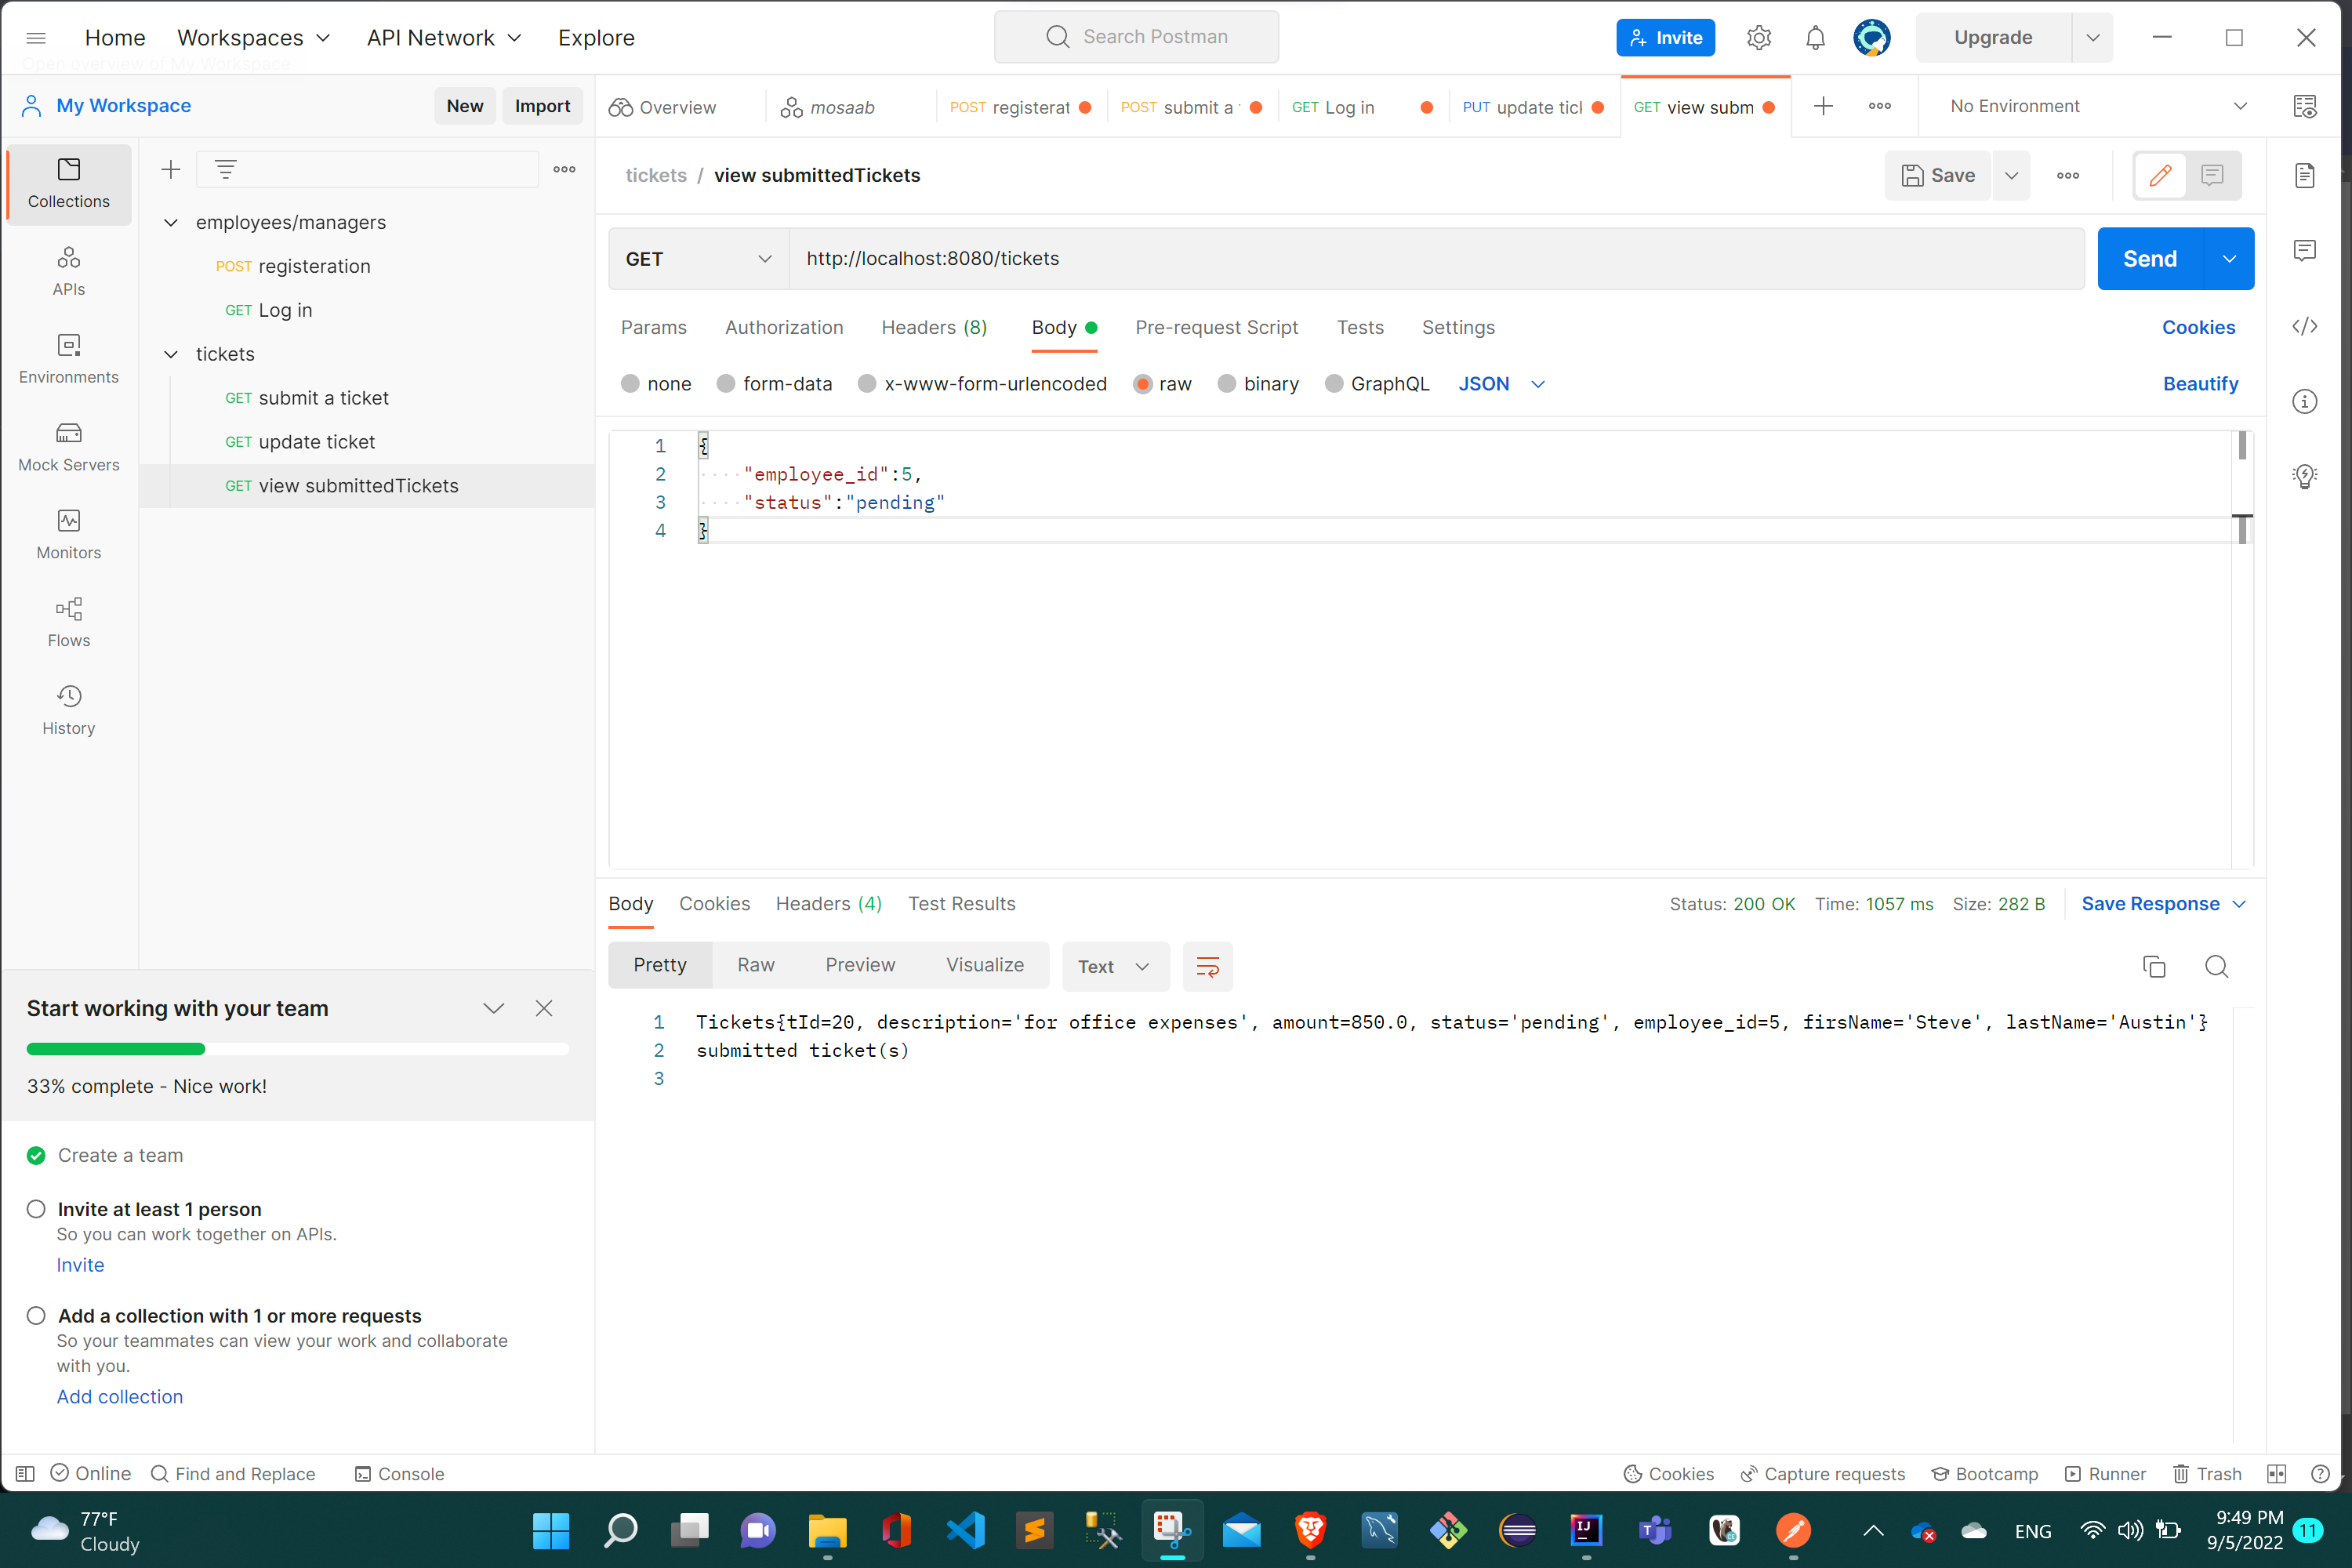 Home Workspaces API Network Explore Search Postman Invite Upgrade
Open overview of My Workspace
My Workspace New Import Overview mosaab POST registerat POST submit a GET Log in PUT update ticl GET view subm No Environment
Collections
APIs
Environments
Mock Servers
Monitors
Flows
History
employees/managers
POST registeration
GET Log in
tickets
GET submit a ticket
GET update ticket
GET view submittedTickets
tickets / view submittedTickets Save
GET http://localhost:8080/tickets Send
Params Authorization Headers (8) Body Pre-request Script Tests Settings Cookies
none form-data x-www-form-urlencoded raw binary GraphQL JSON Beautify
1 {
2 "employee_id":5,
3 "status":"pending"
4 }
Body Cookies Headers (4) Test Results Status: 200 OK Time: 1057 ms Size: 282 B Save Response
Pretty Raw Preview Visualize Text
1 Tickets{tId=20, description='for office expenses', amount=850.0, status='pending', employee_id=5, firsName='Steve', lastName='Austin'}
2 submitted ticket(s)
3
Start working with your team
33% complete - Nice work!
Create a team
Invite at least 1 person
So you can work together on APIs.
Invite
Add a collection with 1 or more requests
So your teammates can view your work and collaborate
with you.
Add collection
Online Find and Replace Console Cookies Capture requests Bootcamp Runner Trash
77°F
Cloudy
ENG
9:49 PM
9/5/2022
11